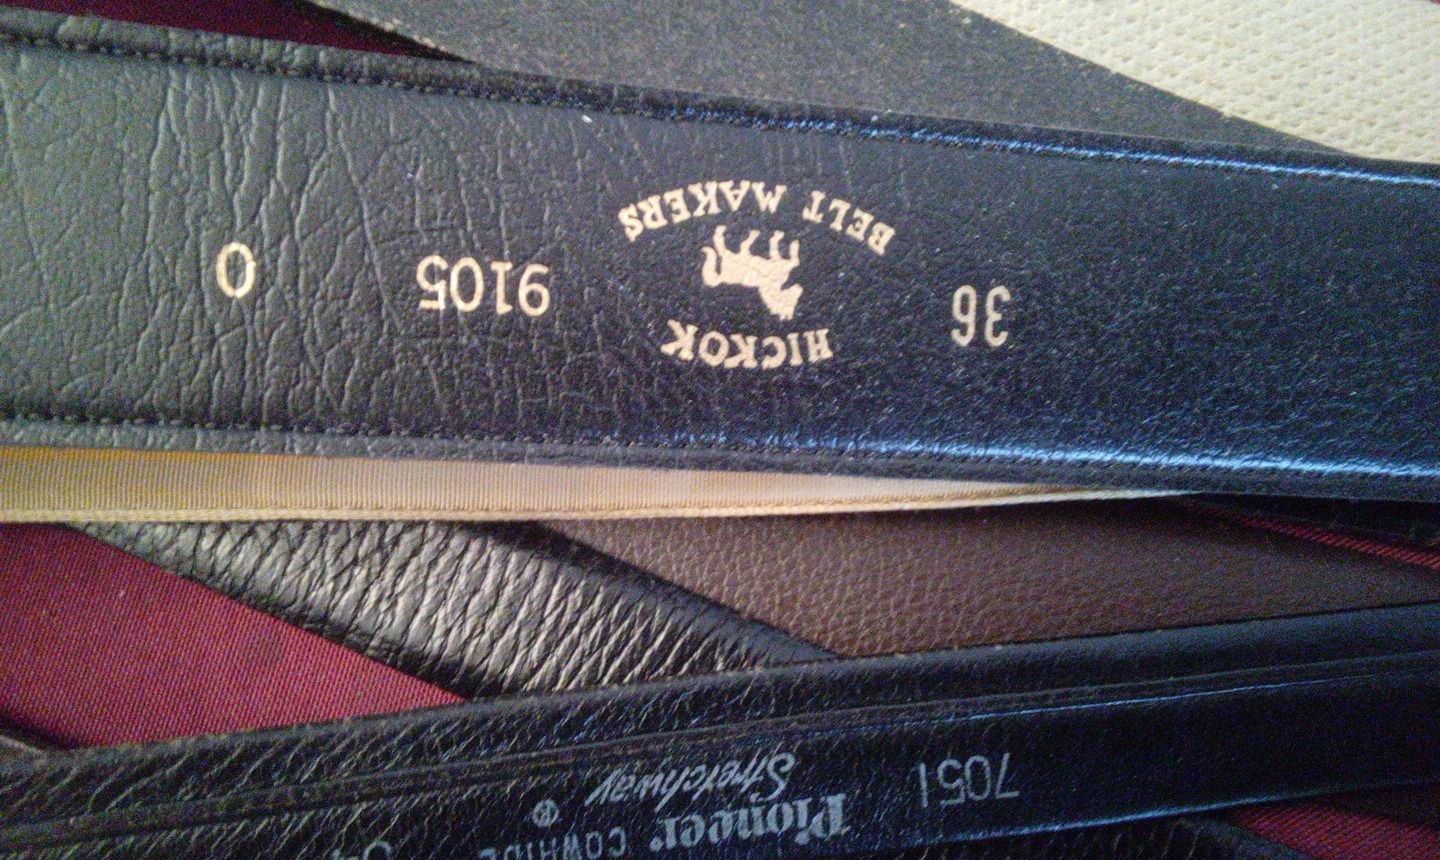 Pioneer COWHIDE
Stretchway ®
7051
36
HICKOK
BELT MAKERS
9105
0